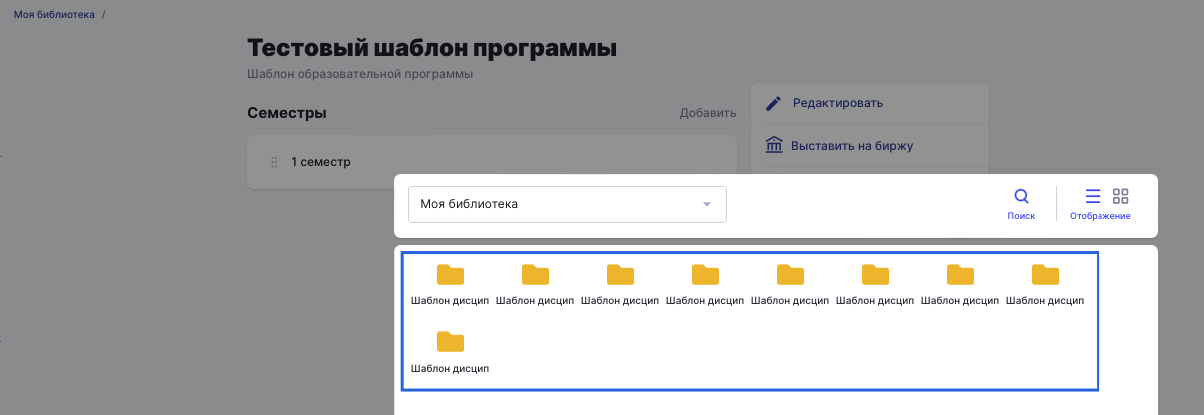 Моя библиотека /
Тестовый шаблон программы
Шаблон образовательной программы
Семестры
Добавить
1 семестр
Редактировать
Выставить на биржу
Моя библиотека
Поиск
Отображение
Шаблон дисцип Шаблон дисцип Шаблон дисцип Шаблон дисцип Шаблон дисцип Шаблон дисцип Шаблон дисцип Шаблон дисцип
Шаблон дисцип